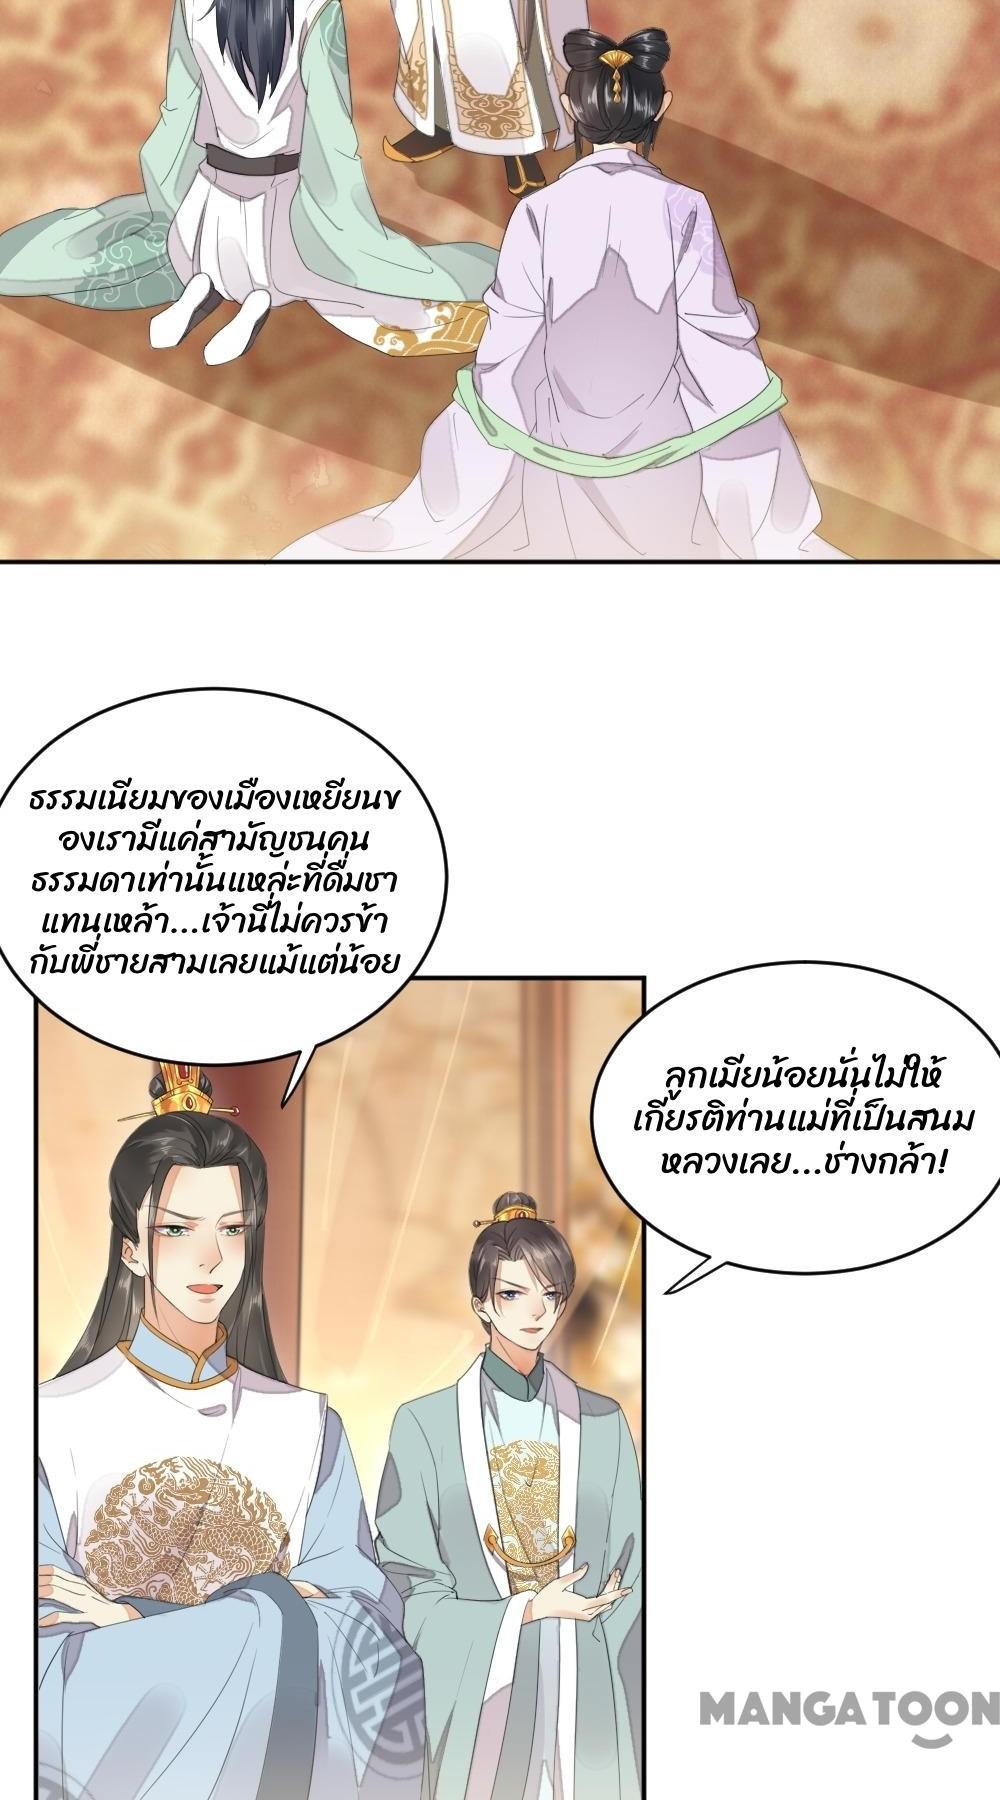 ธรรมเนียมของเมืองเหยียนข
องเรามีแค่สามัญชนคน
ธรรมดาเท่านั้นแหล่ะที่ดื่มชา
แทนเหล้า...เจ้านี่ไม่ควรข้า
กับพี่ชายสามเลยแม้แต่น้อย
ลูกเมียน้อยนั่นไม่ให้
เกียรติท่านแม่ที่เป็นสนม
หลวงเลย...ช่างกล้า!
MANGATOON